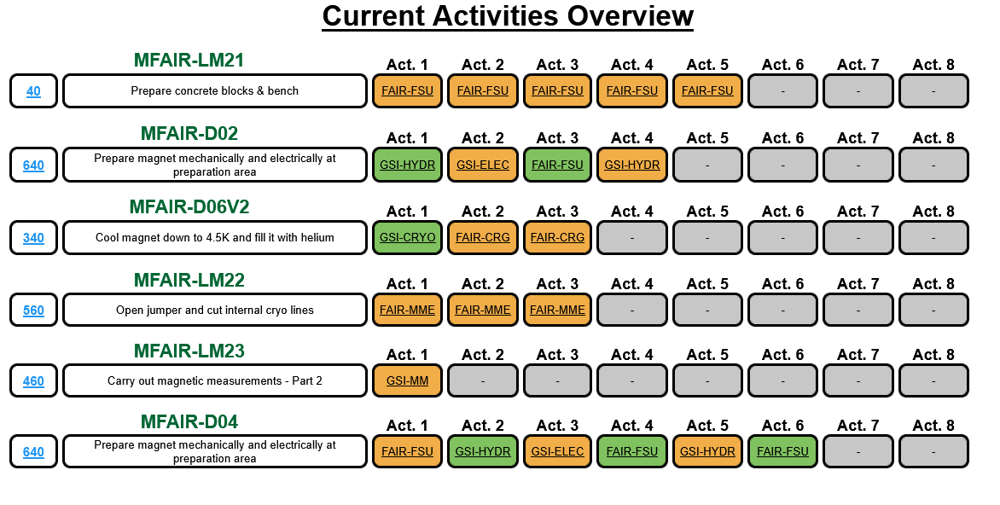 Current Activities Overview
MFAIR-LM21 Act. 1 Act. 2 Act. 3 Act. 4 Act. 5 Act. 6 Act. 7 Act. 8
40 Prepare concrete blocks & bench FAIR-FSU FAIR-FSU FAIR-FSU FAIR-FSU FAIR-FSU - - -
MFAIR-D02 Act. 1 Act. 2 Act. 3 Act. 4 Act. 5 Act. 6 Act. 7 Act. 8
640 Prepare magnet mechanically and electrically at
preparation area GSI-HYDR GSI-ELEC FAIR-FSU GSI-HYDR - - - -
MFAIR-D06V2 Act. 1 Act. 2 Act. 3 Act. 4 Act. 5 Act. 6 Act. 7 Act. 8
340 Cool magnet down to 4.5K and fill it with helium GSI-CRYO FAIR-CRG FAIR-CRG - - - - -
MFAIR-LM22 Act. 1 Act. 2 Act. 3 Act. 4 Act. 5 Act. 6 Act. 7 Act. 8
560 Open jumper and cut internal cryo lines FAIR-MME FAIR-MME FAIR-MME - - - - -
MFAIR-LM23 Act. 1 Act. 2 Act. 3 Act. 4 Act. 5 Act. 6 Act. 7 Act. 8
460 Carry out magnetic measurements - Part 2 GSI-MM - - - - - - -
MFAIR-D04 Act. 1 Act. 2 Act. 3 Act. 4 Act. 5 Act. 6 Act. 7 Act. 8
640 Prepare magnet mechanically and electrically at
preparation area FAIR-FSU GSI-HYDR GSI-ELEC FAIR-FSU GSI-HYDR FAIR-FSU - -